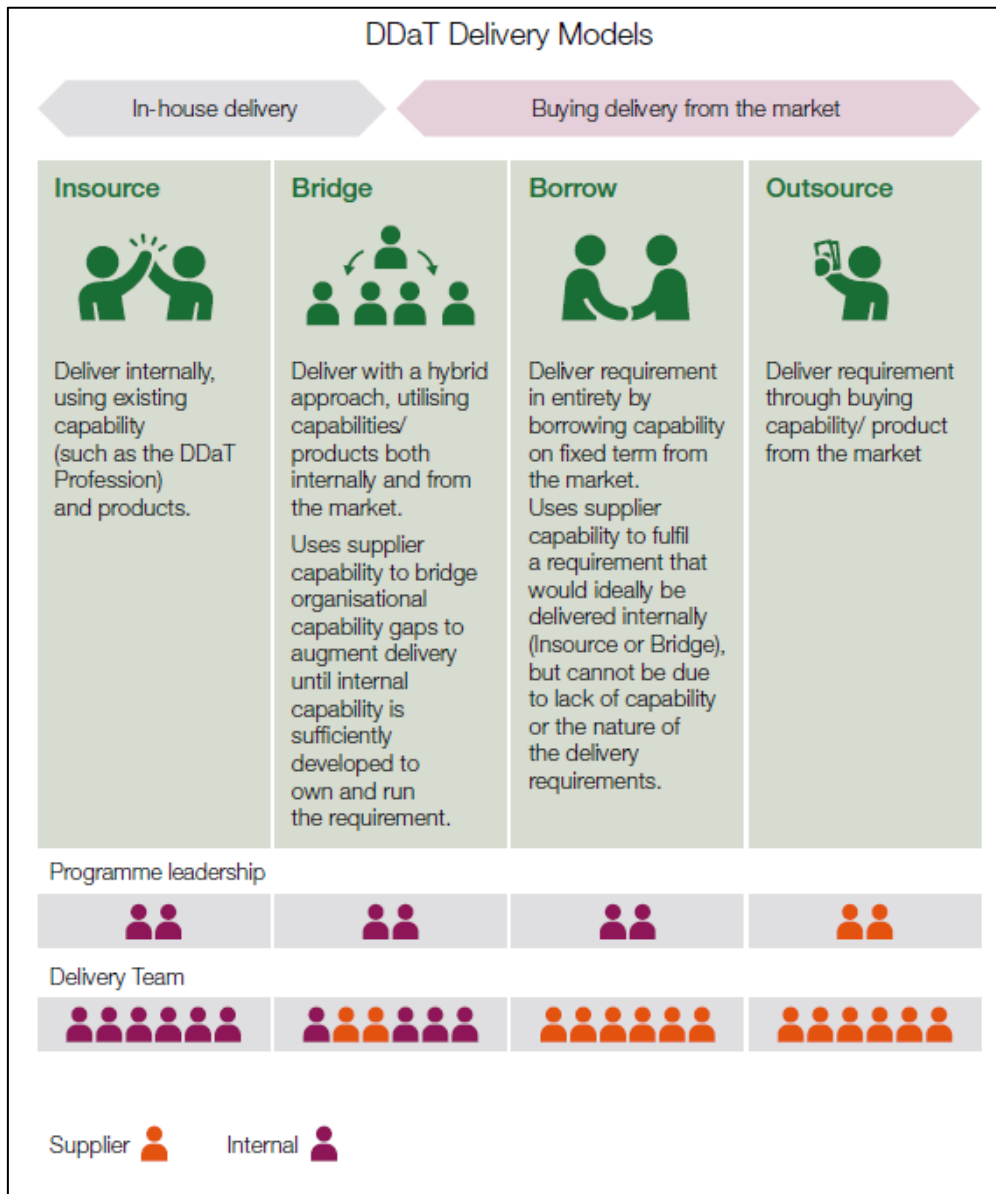 DDaT Delivery Models
In-house delivery
Buying delivery from the market
Insource
Deliver internally,
using existing
capability
(such as the DDaT
Profession)
and products.
Bridge
Deliver with a hybrid
approach, utilising
capabilities/
products both
internally and from
the market.
Uses supplier
capability to bridge
organisational
capability gaps to
augment delivery
until internal
capability is
sufficiently
developed to
own and run
the requirement.
Borrow
Deliver requirement
in entirety by
borrowing capability
on fixed term from
the market.
Uses supplier
capability to fulfil
a requirement that
would ideally be
delivered internally
(Insource or Bridge),
but cannot be due
to lack of capability
or the nature of
the delivery
requirements.
Outsource
Deliver requirement
through buying
capability/ product
from the market
Programme leadership
Delivery Team
Supplier
Internal